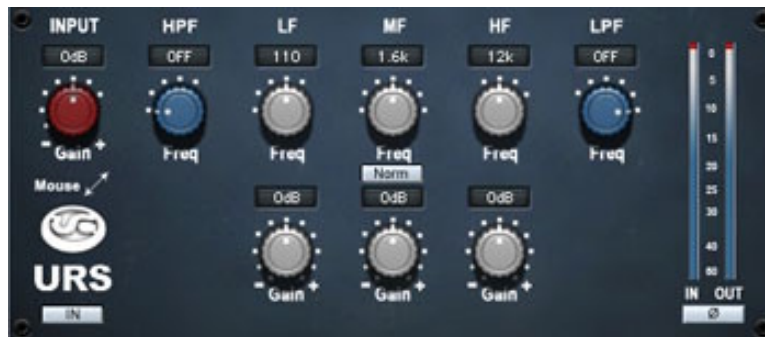 INPUT HPF LF MF HF LPF
0dB OFF 110 1.6k 12k OFF
- Gain + Freq Freq Freq Freq Freq
Norm
Mouse
0dB 0dB 0dB
- Gain + - Gain + - Gain +
URS
IN
0
5
10
15
20
25
30
40
60
IN OUT
Ø